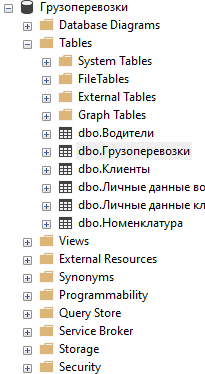 Грузоперевозки
Database Diagrams
Tables
System Tables
FileTables
External Tables
Graph Tables
dbo.Водители
dbo.Грузоперевозки
dbo.Клиенты
dbo.Личные данные во
dbo.Личные данные кл
dbo.Номенклатура
Views
External Resources
Synonyms
Programmability
Query Store
Service Broker
Storage
Security